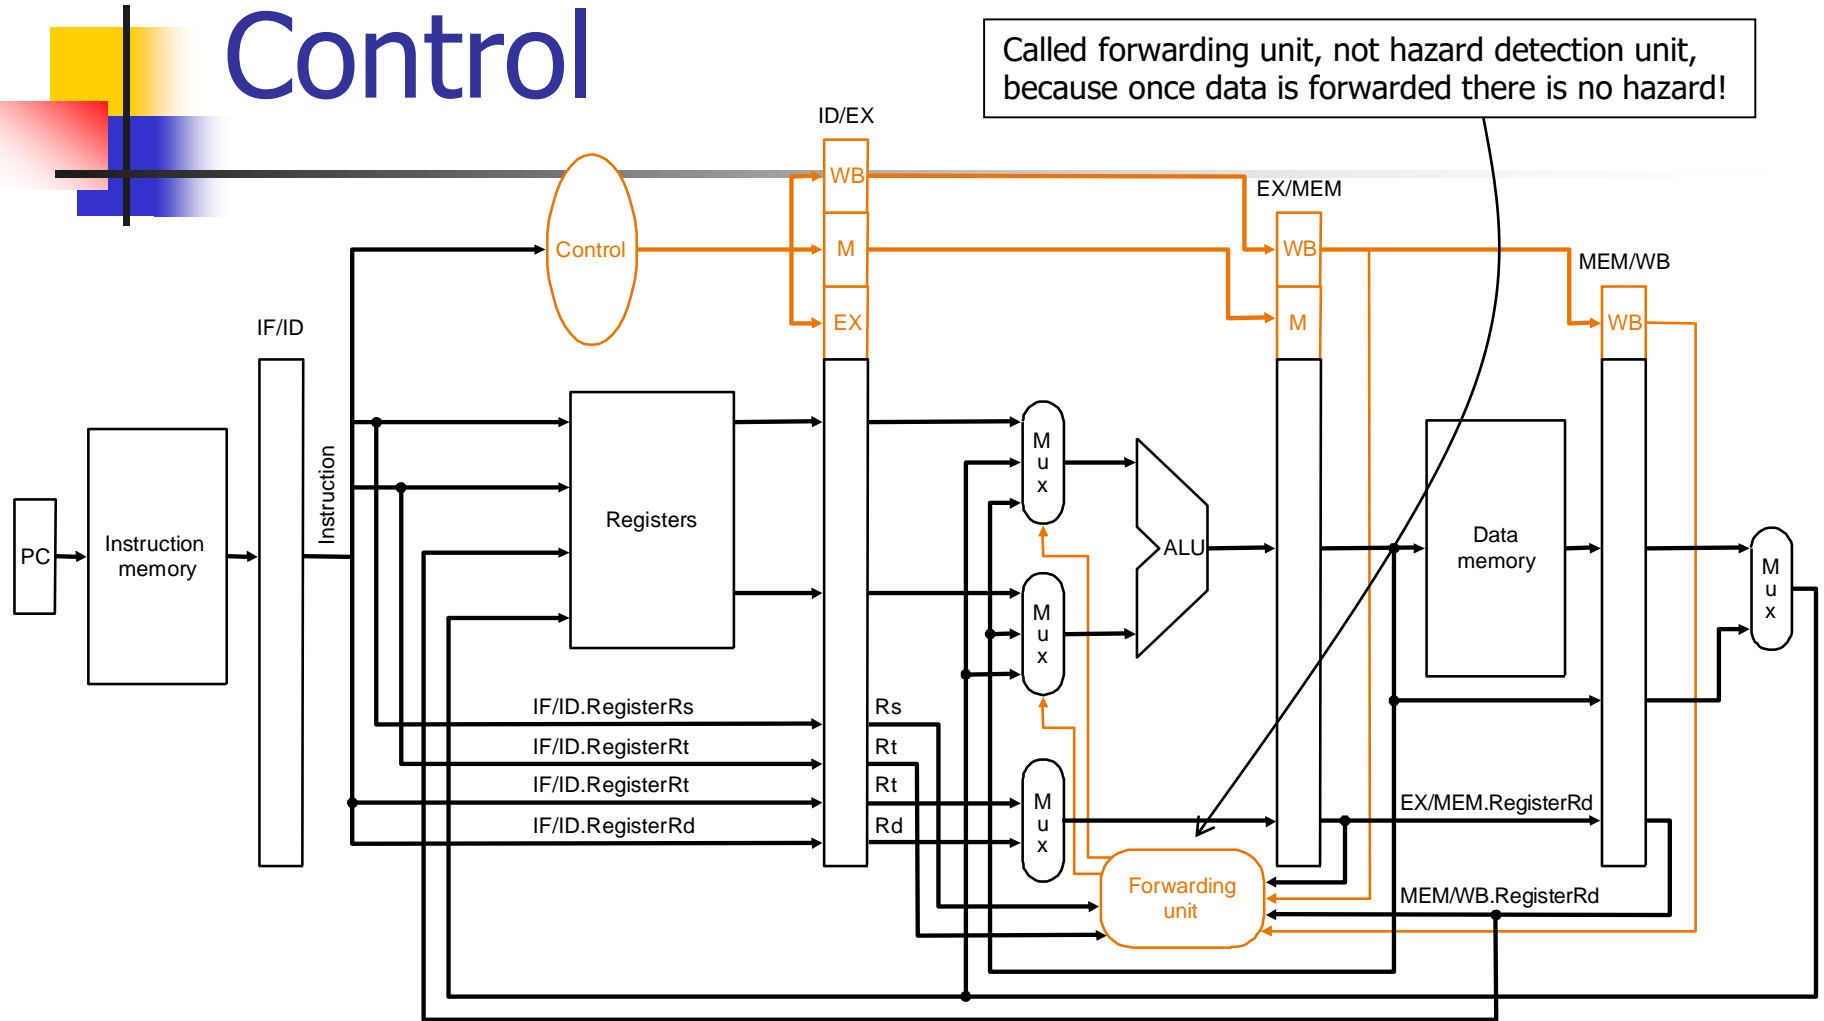 Control
Called forwarding unit, not hazard detection unit,
because once data is forwarded there is no hazard!
ID/EX
WB
EX/MEM
Control
M
WB
MEM/WB
IF/ID
EX
M
WB
Instruction
PC
Instruction
memory
Registers
M
u
x
M
u
x
ALU
Data
memory
M
u
x
IF/ID.RegisterRs
Rs
IF/ID.RegisterRt
Rt
IF/ID.RegisterRt
Rt
IF/ID.RegisterRd
Rd
M
u
x
EX/MEM.RegisterRd
Forwarding
unit
MEM/WB.RegisterRd